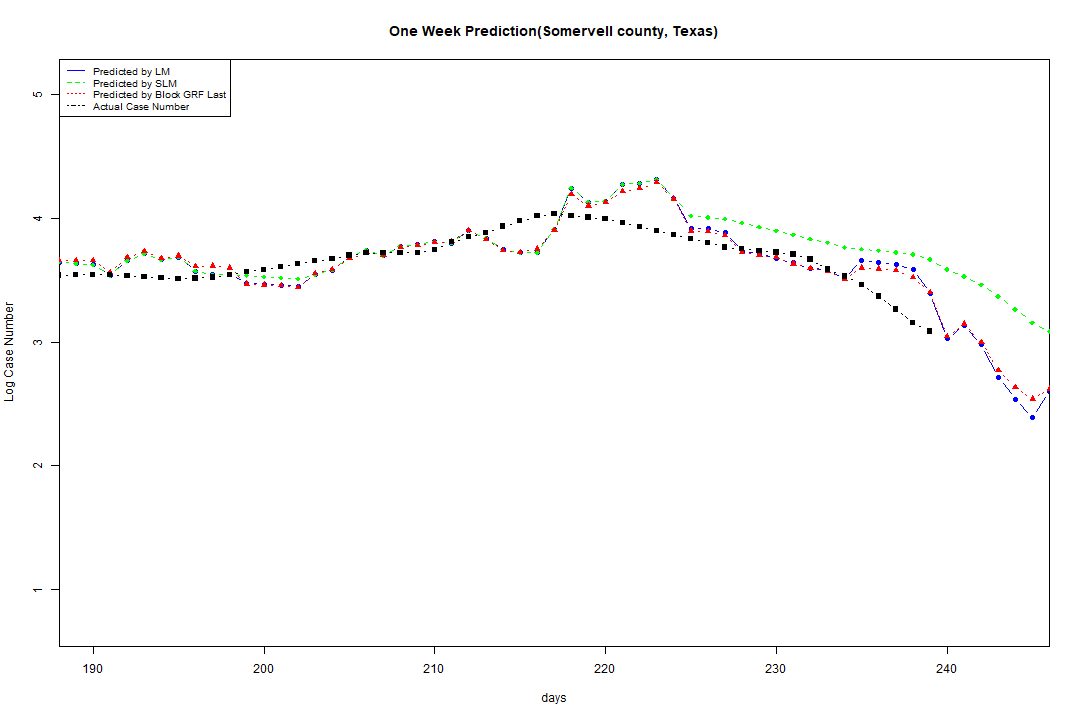 One Week Prediction(Somervell county, Texas)
Predicted by LM
Predicted by SLM
Predicted by Block GRF Last
Actual Case Number
5
4
3
2
1
Log Case Number
190 200 210 220 230 240
days